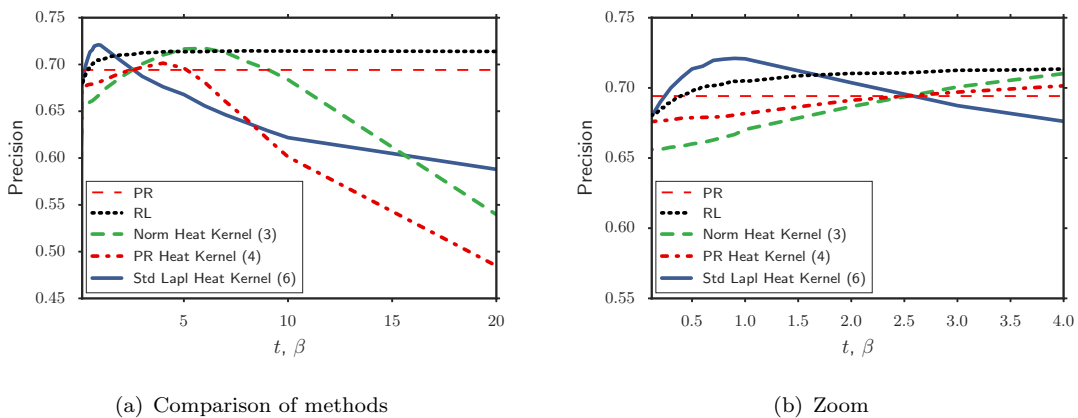 0.75
0.70
0.65
0.60
0.55
0.50
0.45
Precision
PR
RL
Norm Heat Kernel (3)
PR Heat Kernel (4)
Std Lapl Heat Kernel (6)
5 10 15 20
t, β
(a) Comparison of methods
0.75
0.70
0.65
0.60
0.55
Precision
PR
RL
Norm Heat Kernel (3)
PR Heat Kernel (4)
Std Lapl Heat Kernel (6)
0.5 1.0 1.5 2.0 2.5 3.0 3.5 4.0
t, β
(b) Zoom